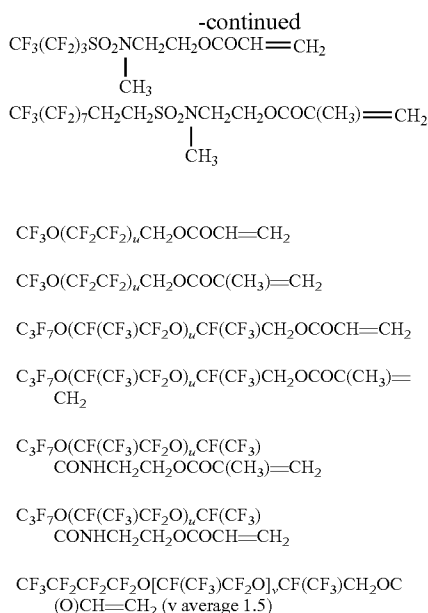 -continued
CF₃(CF₂)₃SO₂NCH₂CH₂OCOCH=CH₂
CH₃
CF₃(CF₂)₇CH₂CH₂SO₂NCH₂CH₂OCOC(CH₃)=CH₂
CH₃
CF₃O(CF₂CF₂)ᵤCH₂OCOCH=CH₂
CF₃O(CF₂CF₂)ᵤCH₂OCOC(CH₃)=CH₂
C₃F₇O(CF(CF₃)CF₂O)ᵤCF(CF₃)CH₂OCOCH=CH₂
C₃F₇O(CF(CF₃)CF₂O)ᵤCF(CF₃)CH₂OCOC(CH₃)=
CH₂
C₃F₇O(CF(CF₃)CF₂O)ᵤCF(CF₃)
CONHCH₂CH₂OCOC(CH₃)=CH₂
C₃F₇O(CF(CF₃)CF₂O)ᵤCF(CF₃)
CONHCH₂CH₂OCOCH=CH₂
CF₃CF₂CF₂CF₂O[CF(CF₃)CF₂O]ᵥCF(CF₃)CH₂OC
(O)CH=CH₂ (v average 1.5)